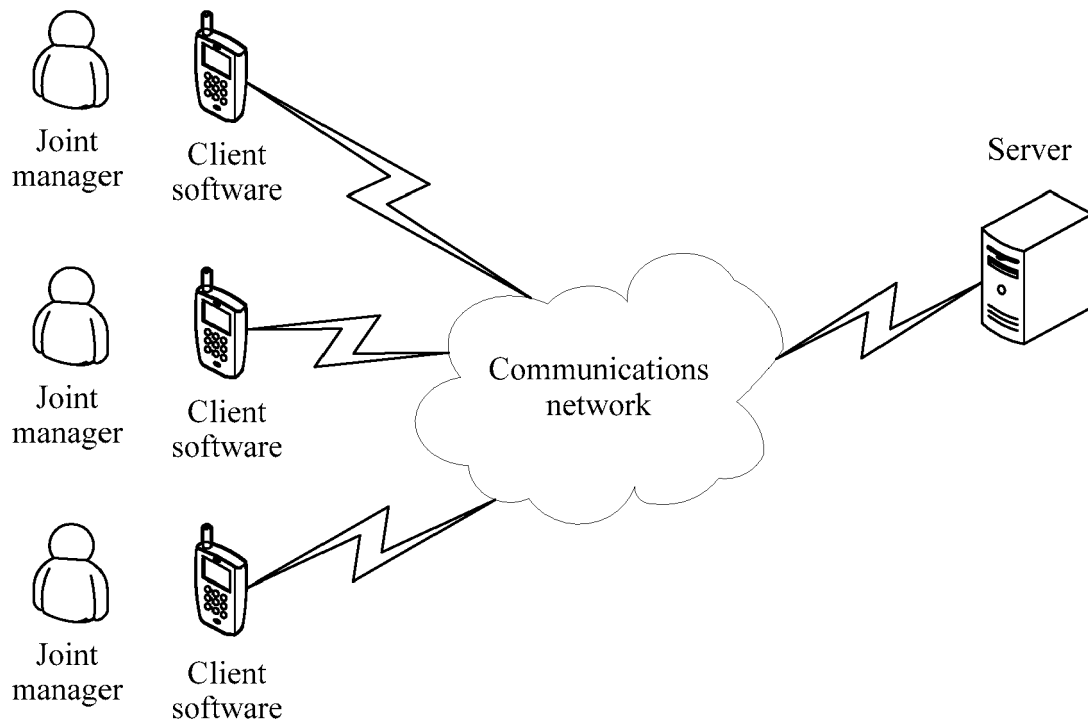 Joint
manager
Client
software
Server
Joint
manager
Client
software
Communications
network
Joint
manager
Client
software